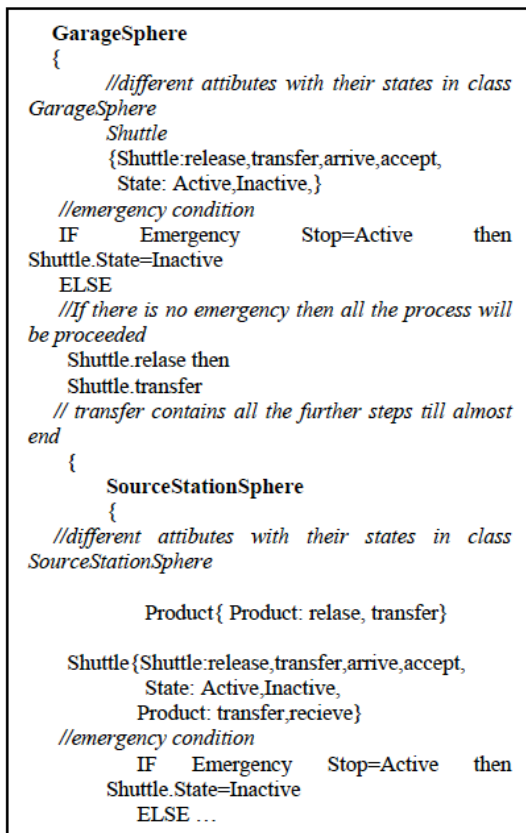 GarageSphere
{
//different attibutes with their states in class
GarageSphere
Shuttle
{Shuttle:release,transfer,arrive,accept,
State: Active,Inactive,}
//emergency condition
IF Emergency Stop=Active then
Shuttle.State=Inactive
ELSE
//If there is no emergency then all the process will
be proceeded
Shuttle.relase then
Shuttle.transfer
// transfer contains all the further steps till almost
end
{
SourceStationSphere
{
//different attibutes with their states in class
SourceStationSphere
Product{ Product: relase, transfer}
Shuttle{Shuttle:release,transfer,arrive,accept,
State: Active,Inactive,
Product: transfer,recieve}
//emergency condition
IF Emergency Stop=Active then
Shuttle.State=Inactive
ELSE …